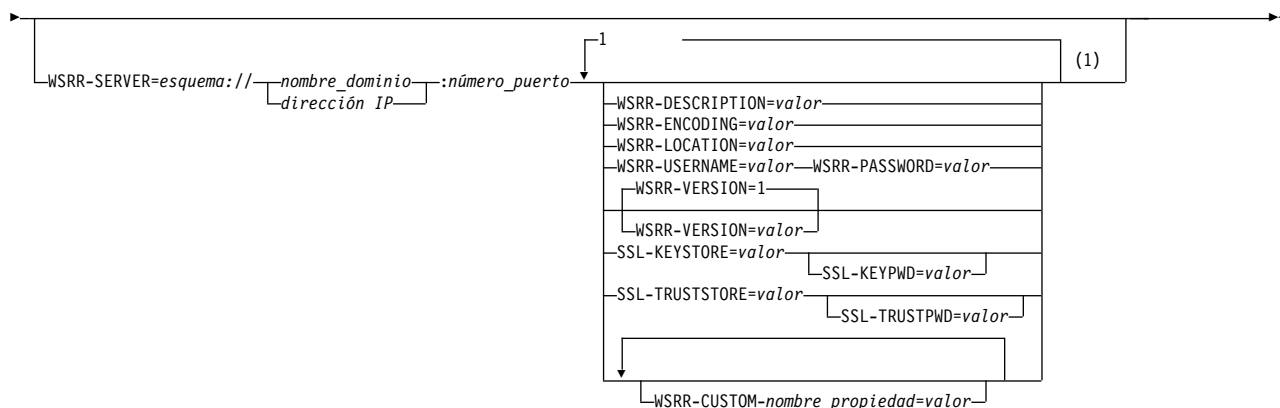 1
(1)
WSRR-SERVER=esquema://nombre_dominio:número_puerto
dirección IP
WSRR-DESCRIPTION=valor
WSRR-ENCODING=valor
WSRR-LOCATION=valor
WSRR-USERNAME=valor WSRR-PASSWORD=valor
WSRR-VERSION=1
WSRR-VERSION=valor
SSL-KEYSTORE=valor
SSL-KEYPWD=valor
SSL-TRUSTSTORE=valor
SSL-TRUSTPWD=valor
WSRR-CUSTOM-nombre propiedad=valor